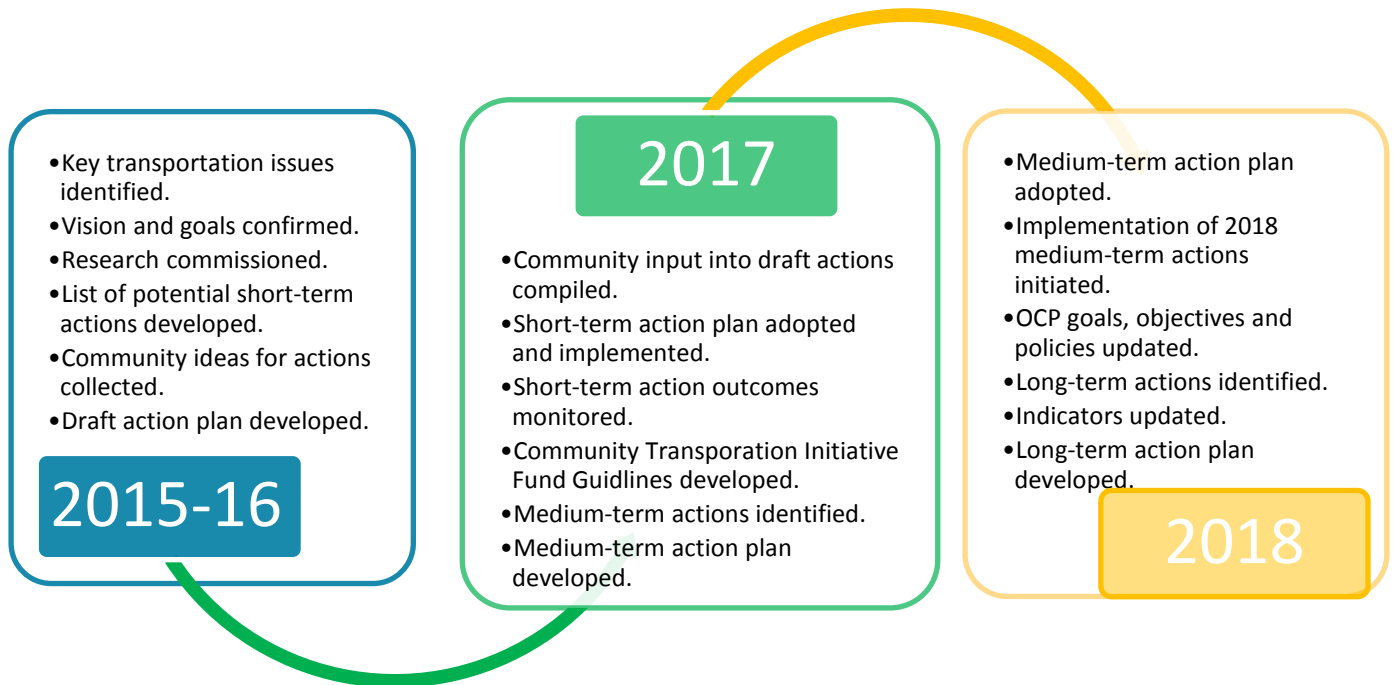 •Key transportation issues
identified.
•Vision and goals confirmed.
•Research commissioned.
•List of potential short-term
actions developed.
•Community ideas for actions
collected.
•Draft action plan developed.
2015-16
2017
•Community input into draft actions
compiled.
•Short-term action plan adopted
and implemented.
•Short-term action outcomes
monitored.
•Community Transporation Initiative
Fund Guidlines developed.
•Medium-term actions identified.
•Medium-term action plan
developed.
•Medium-term action plan
adopted.
•Implementation of 2018
medium-term actions
initiated.
•OCP goals, objectives and
policies updated.
•Long-term actions identified.
•Indicators updated.
•Long-term action plan
developed.
2018